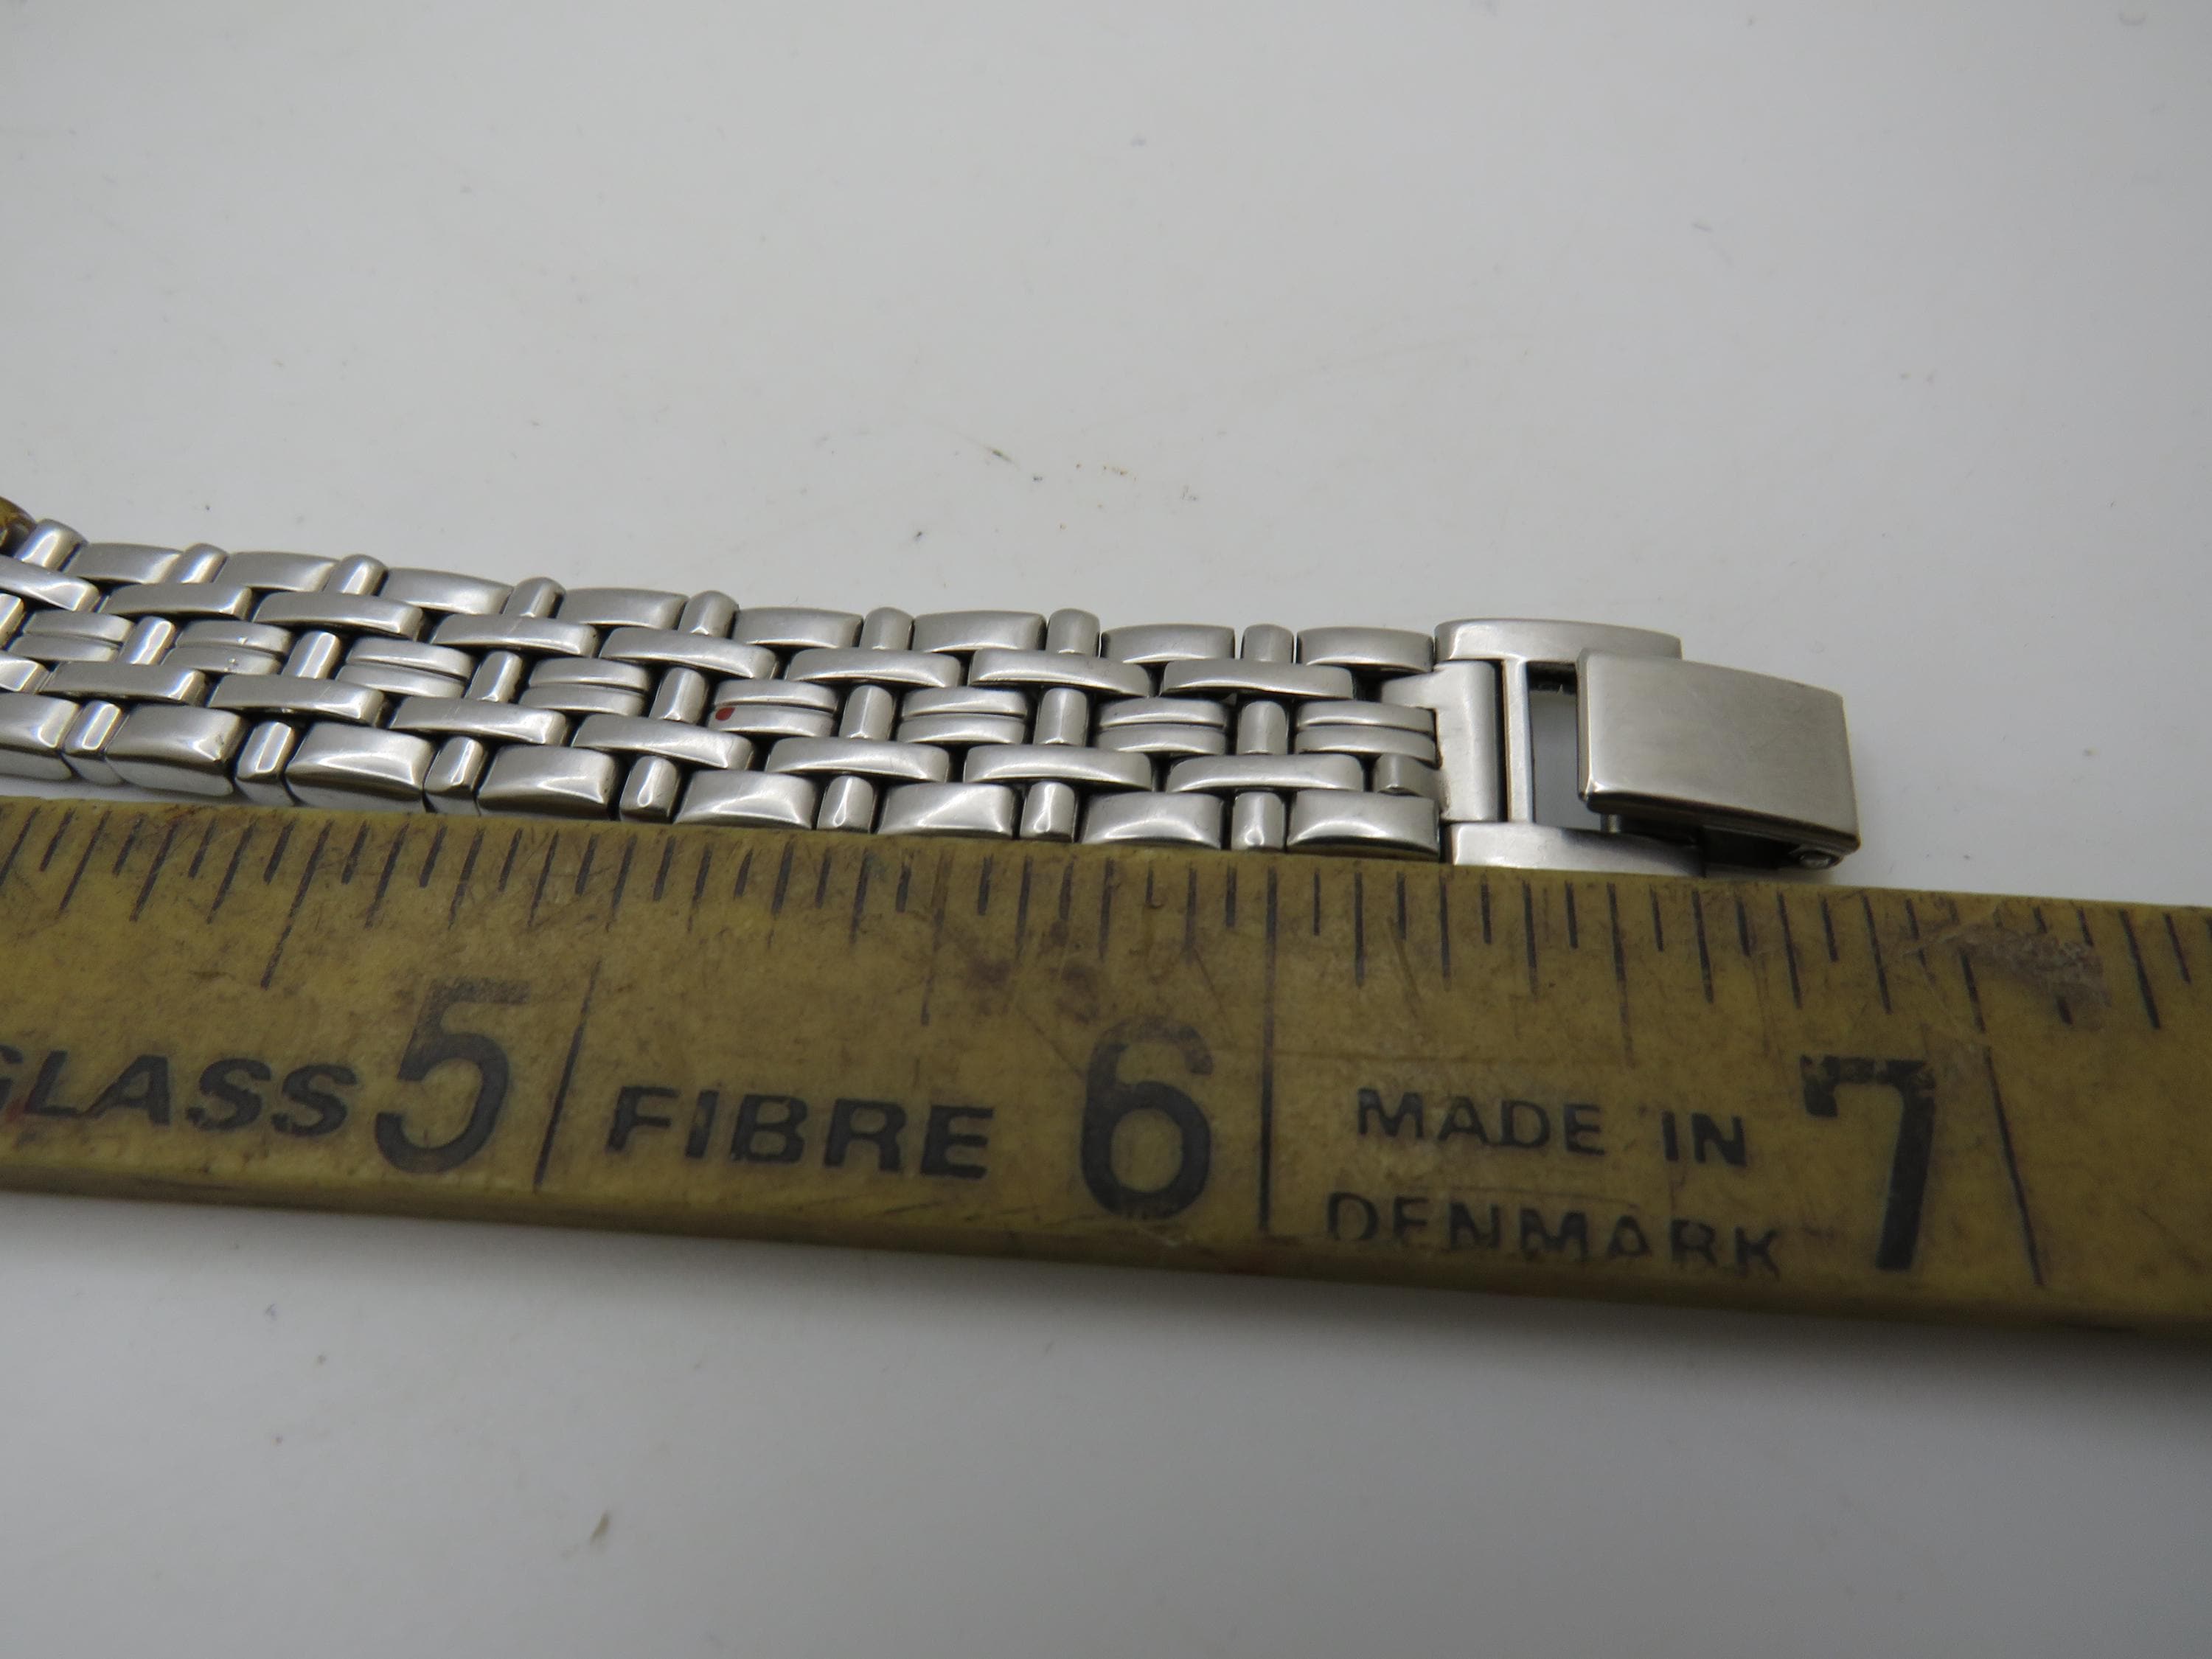 GLASS 5 FIBRE 6 MADE IN 7
DENMARK